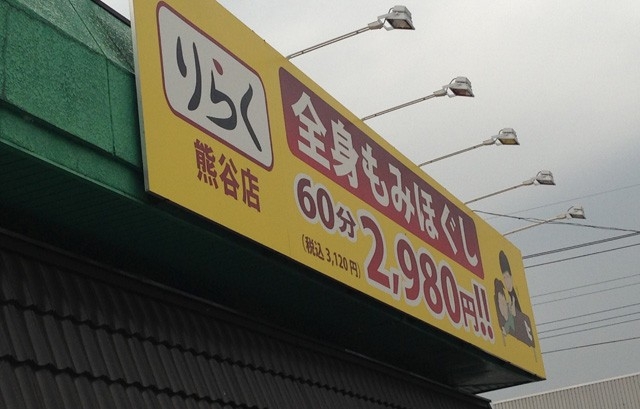 りらく
熊谷店
全身もみほぐし
60分 2,980円!!
(税込 3,120円)